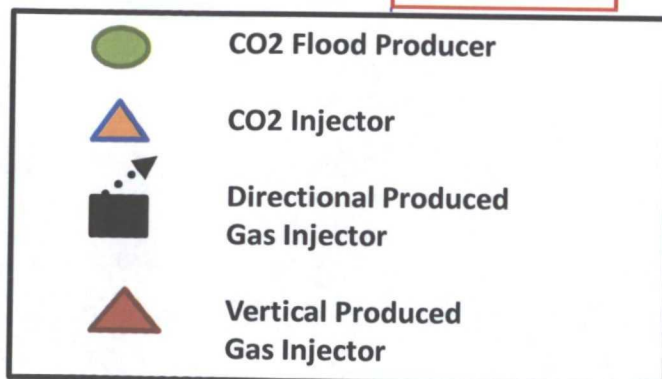 CO2 Flood Producer
CO2 Injector
Directional Produced
Gas Injector
Vertical Produced
Gas Injector